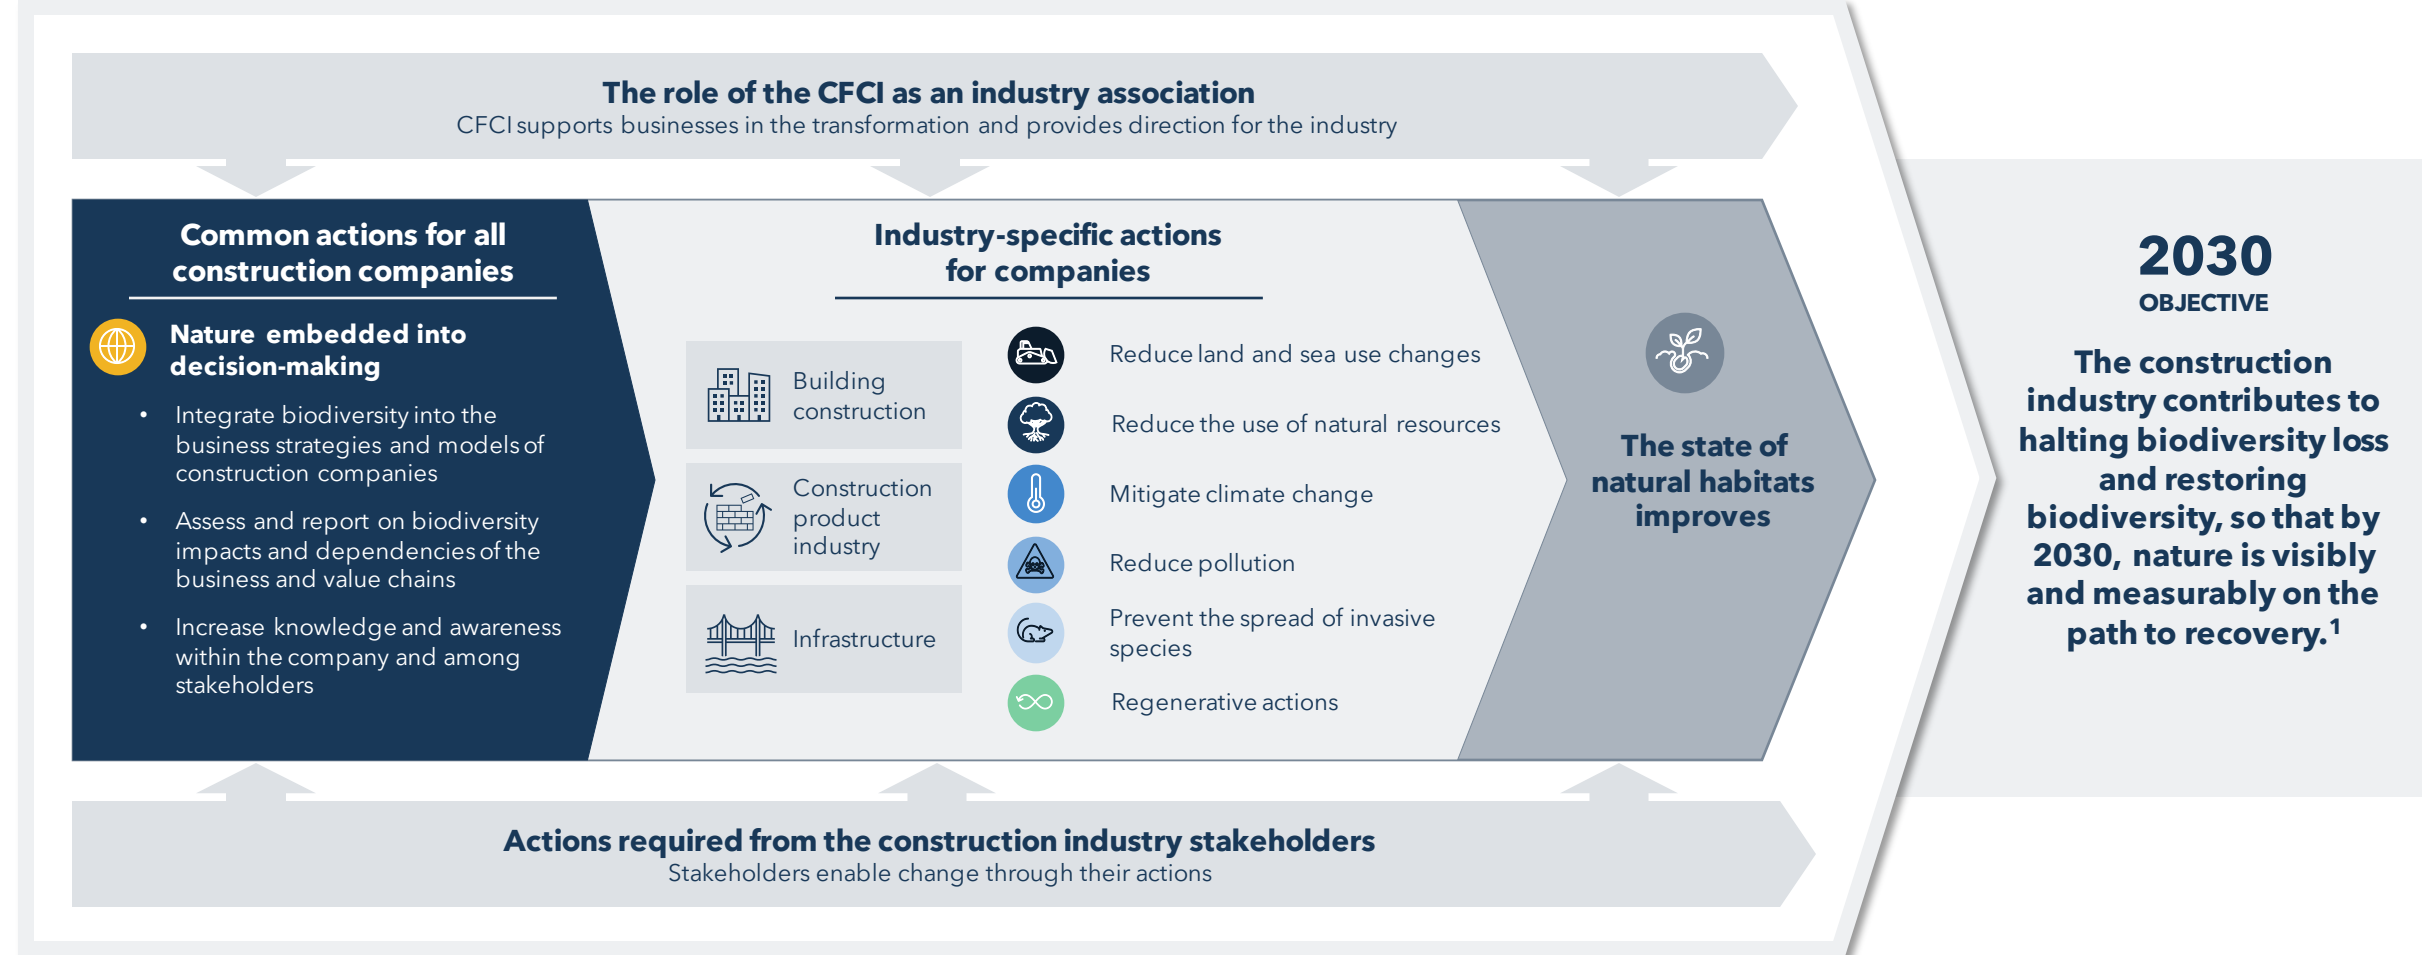 The role of the CFCI as an industry association
CFCI supports businesses in the transformation and provides direction for the industry
Common actions for all
construction companies
Nature embedded into
decision-making
• Integrate biodiversity into the
business strategies and models of
construction companies
• Assess and report on biodiversity
impacts and dependencies of the
business and value chains
• Increase knowledge and awareness
within the company and among
stakeholders
Industry-specific actions
for companies
Building
construction
Construction
product
industry
Infrastructure
Reduce land and sea use changes
Reduce the use of natural resources
Mitigate climate change
Reduce pollution
Prevent the spread of invasive
species
Regenerative actions
The state of
natural habitats
improves
Actions required from the construction industry stakeholders
Stakeholders enable change through their actions
2030
OBJECTIVE
The construction
industry contributes to
halting biodiversity loss
and restoring
biodiversity, so that by
2030, nature is visibly
and measurably on the
path to recovery.¹